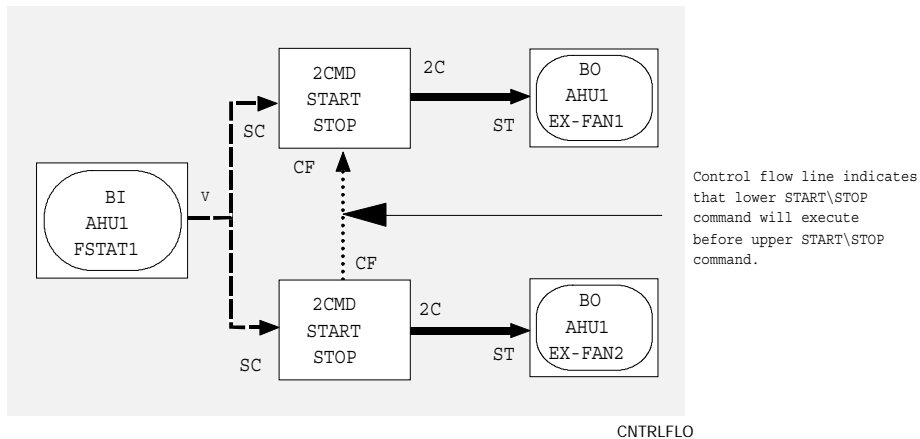 2CMD
START
STOP
2C
ST
BO
AHU1
EX-FAN1
SC
CF
BI
AHU1
FSTAT1
V
Control flow line indicates
that lower START\STOP
command will execute
before upper START\STOP
command.
CF
2CMD
START
STOP
2C
ST
BO
AHU1
EX-FAN2
SC
CNTRLFLO